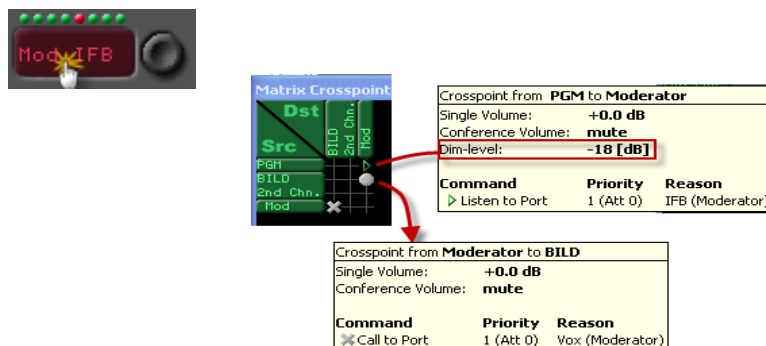 Mod. IFB
Matrix Crosspoint
Dst
Src
BILD
2nd Chn.
Mod
PGM
BILD
2nd Chn.
Mod
Crosspoint from PGM to Moderator
Single Volume: +0.0 dB
Conference Volume: mute
Dim-level: -18 [dB]
Command Priority Reason
Listen to Port 1 (Att 0) IFB (Moderator)
Crosspoint from Moderator to BILD
Single Volume: +0.0 dB
Conference Volume: mute
Command Priority Reason
Call to Port 1 (Att 0) Vox (Moderator)